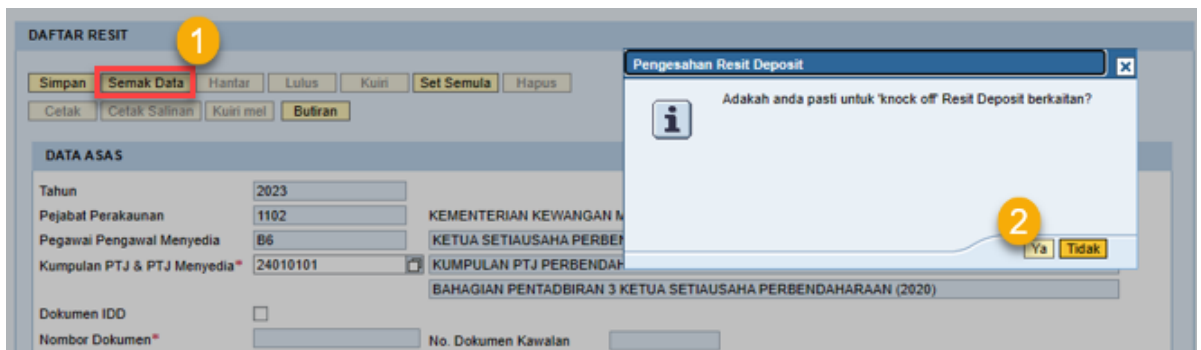 DAFTAR RESIT
1
Simpan Semak Data Hantar Lulus Kuiri Set Semula Hapus
Cetak Cetak Salinan Kuiri mel Butiran
Pengesahan Resit Deposit
Adakah anda pasti untuk 'knock off' Resit Deposit berkaitan?
2
Ya Tidak
DATA ASAS
Tahun 2023
Pejabat Perakaunan 1102 KEMENTERIAN KEWANGAN
Pegawai Pengawal Menyedia B6 KETUA SETIAUSAHA
Kumpulan PTJ & PTJ Menyedia* 24010101 KUMPULAN PTJ
BAHAGIAN PENTADBIRAN 3 KETUA SETIAUSAHA PERBENDAHARAAN (2020)
Dokumen IDD
Nombor Dokumen* No. Dokumen Kawalan